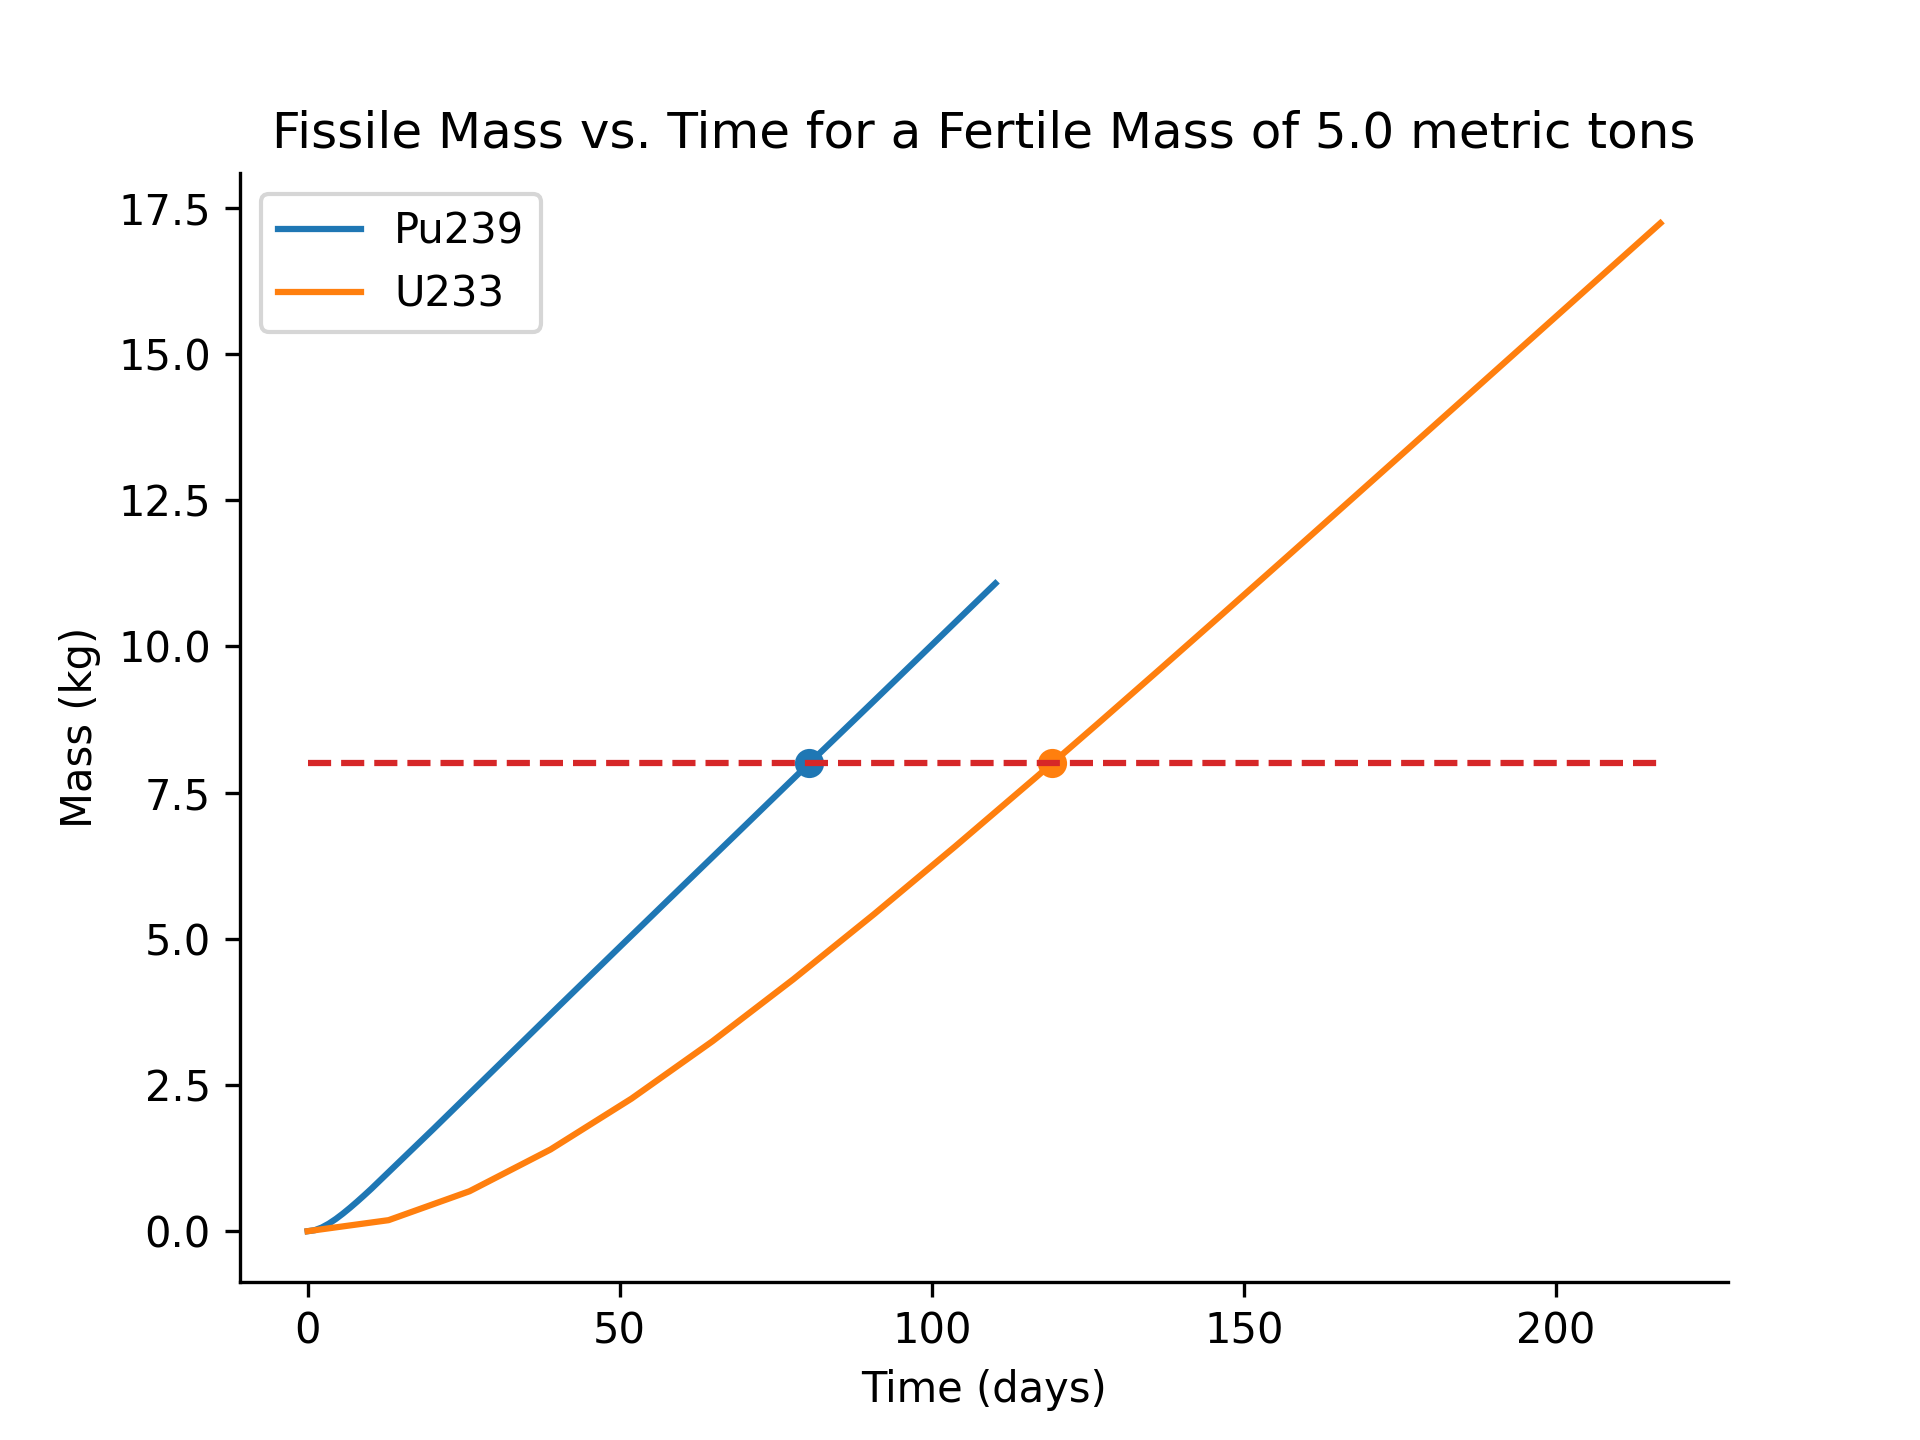 Fissile Mass vs. Time for a Fertile Mass of 5.0 metric tons
Pu239
U233
17.5
15.0
12.5
10.0
7.5
5.0
2.5
0.0
Mass (kg)
0 50 100 150 200
Time (days)